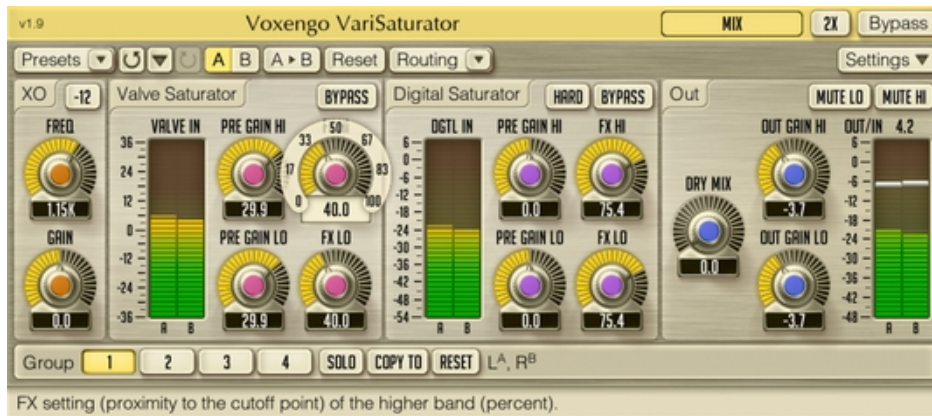 v1.9 Voxengo VariSaturator MIX 2X Bypass
Presets A B A ▸ B Reset Routing Settings
XO -12 Valve Saturator BYPASS Digital Saturator HARD BYPASS Out MUTE LO MUTE HI
FREQ VALVE IN PRE GAIN HI DGTL IN PRE GAIN HI FX HI OUT GAIN HI OUT/IN 4.2
0 17 33 50 67 83 100
36 24 12 0 -12 -24 -36
6 0 -6 -12 -18 -24 -30 -36 -42 -48 -54
6 0 -6 -12 -18 -24 -30 -36 -42 -48
DRY MIX
1.15K 29.9 40.0 0.0 75.4 -3.7
GAIN PRE GAIN LO FX LO PRE GAIN LO FX LO OUT GAIN LO
0.0
0.0 29.9 40.0 0.0 75.4 -3.7
A B A B A B
Group 1 2 3 4 SOLO COPY TO RESET L^A, R^B
FX setting (proximity to the cutoff point) of the higher band (percent).